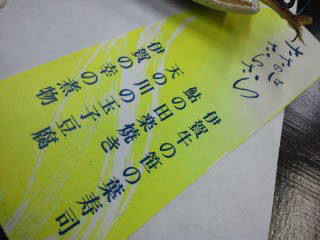 伊賀牛の笹の葉寿司
鮎の田楽焼き
天の川の玉子豆腐
伊賀の幸の煮物